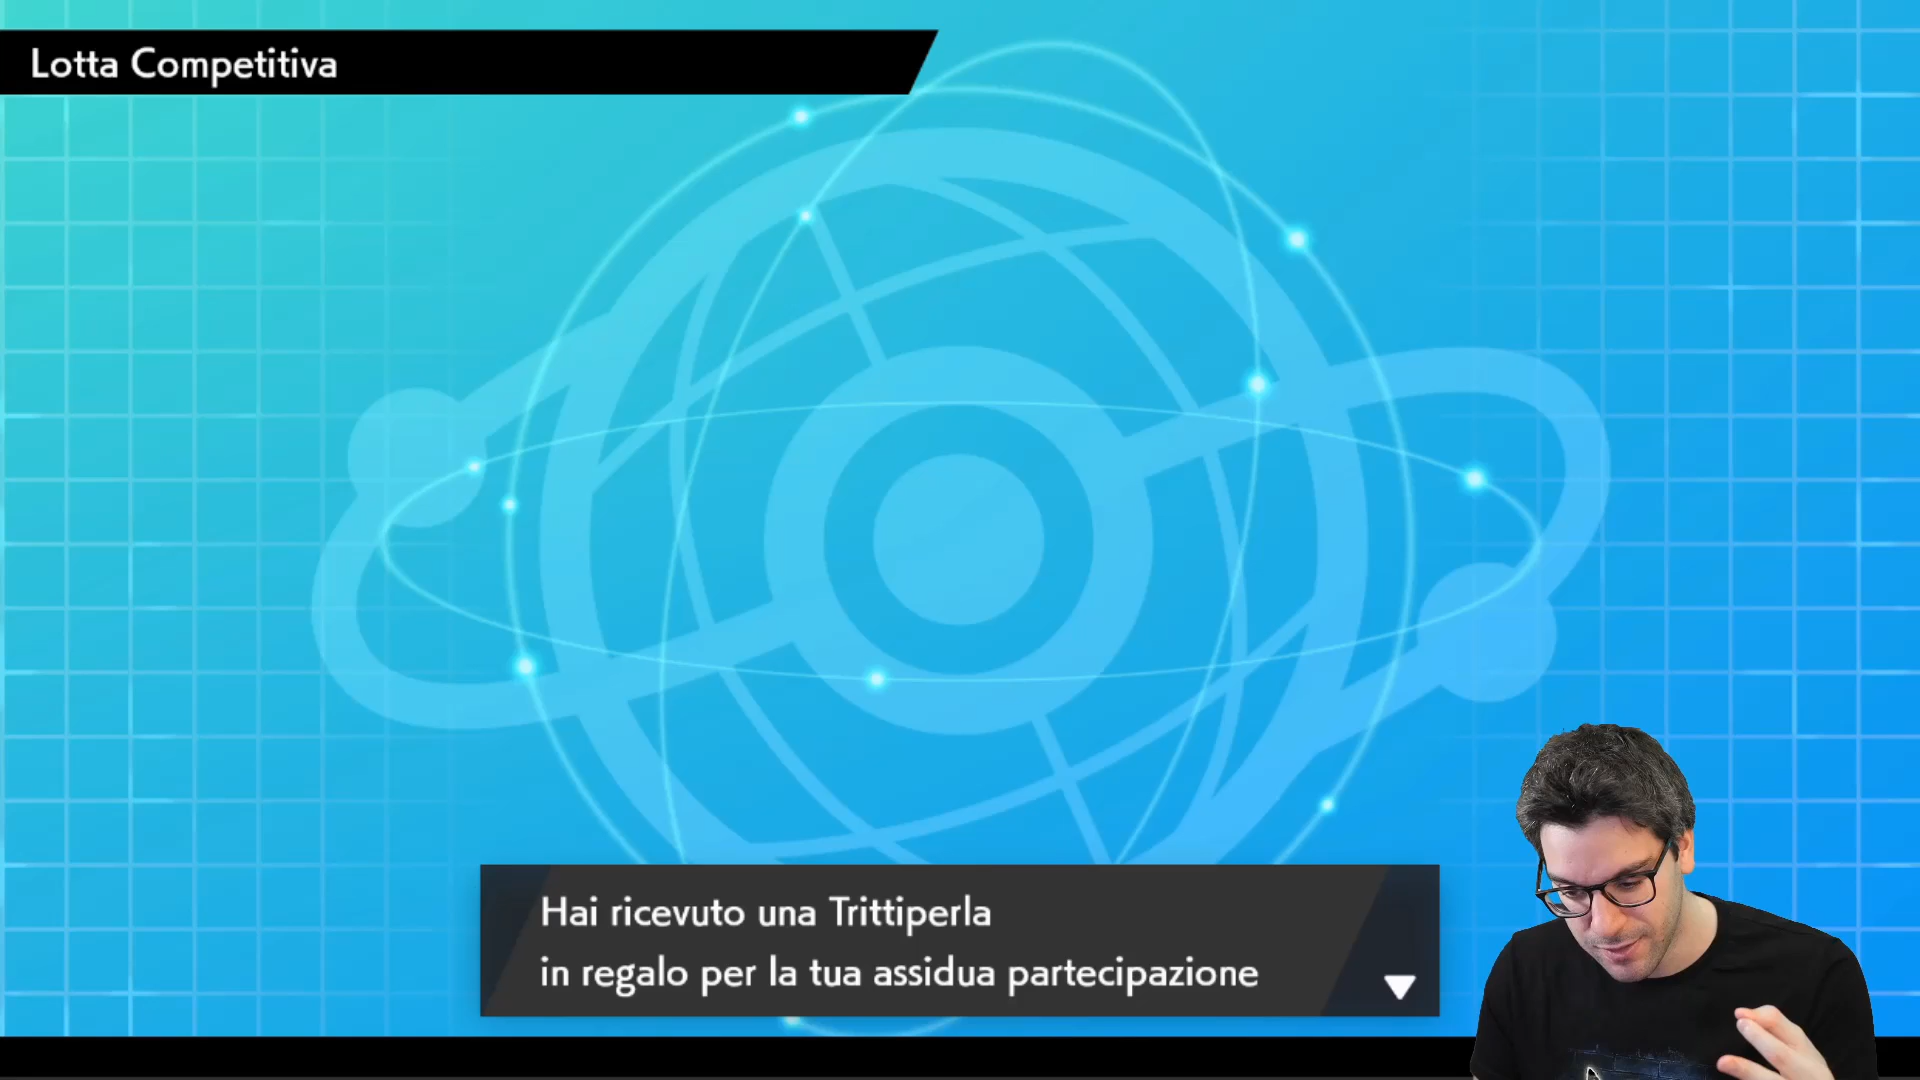 Lotta Competitiva
Hai ricevuto una Trittiperla
in regalo per la tua assidua partecipazione